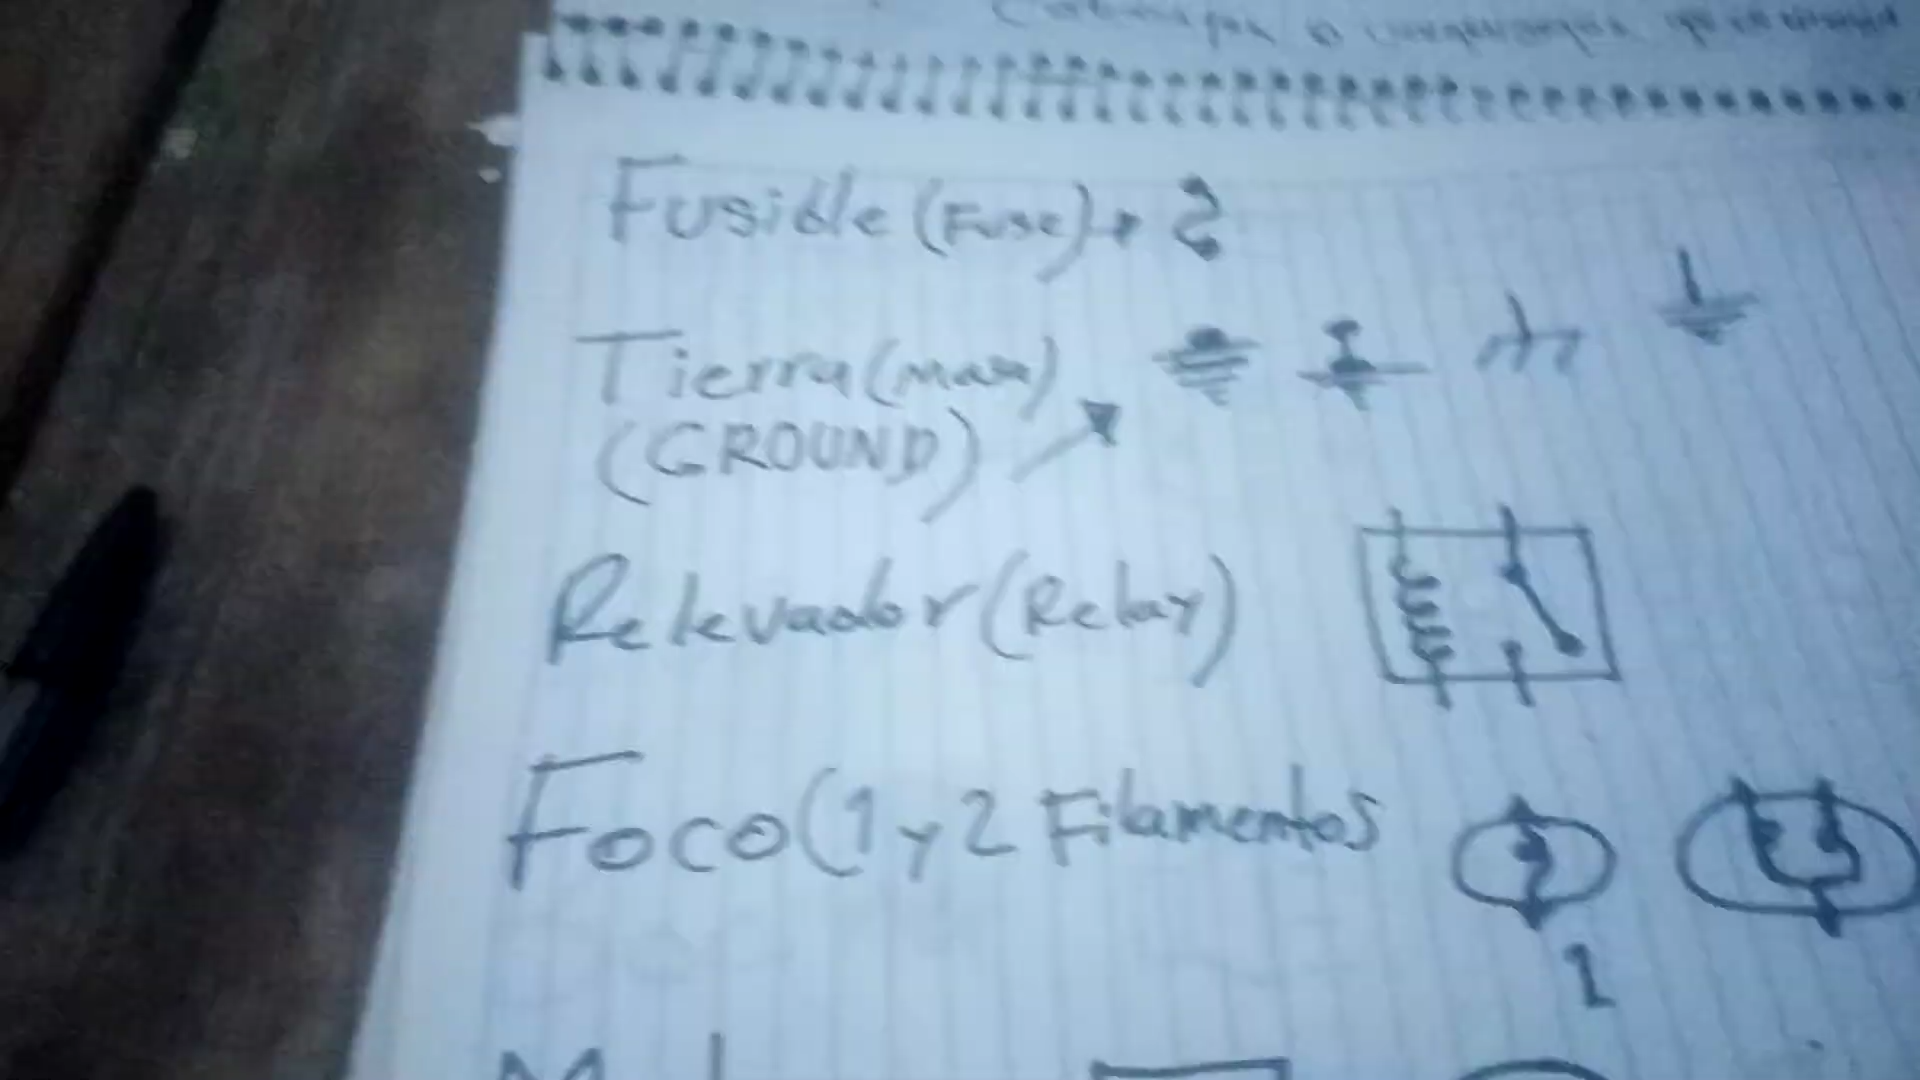 Fusible (Fuse)
Tierra (masa)
(GROUND)
Relevador (Relay)
Foco (1 y 2 Filamentos
1